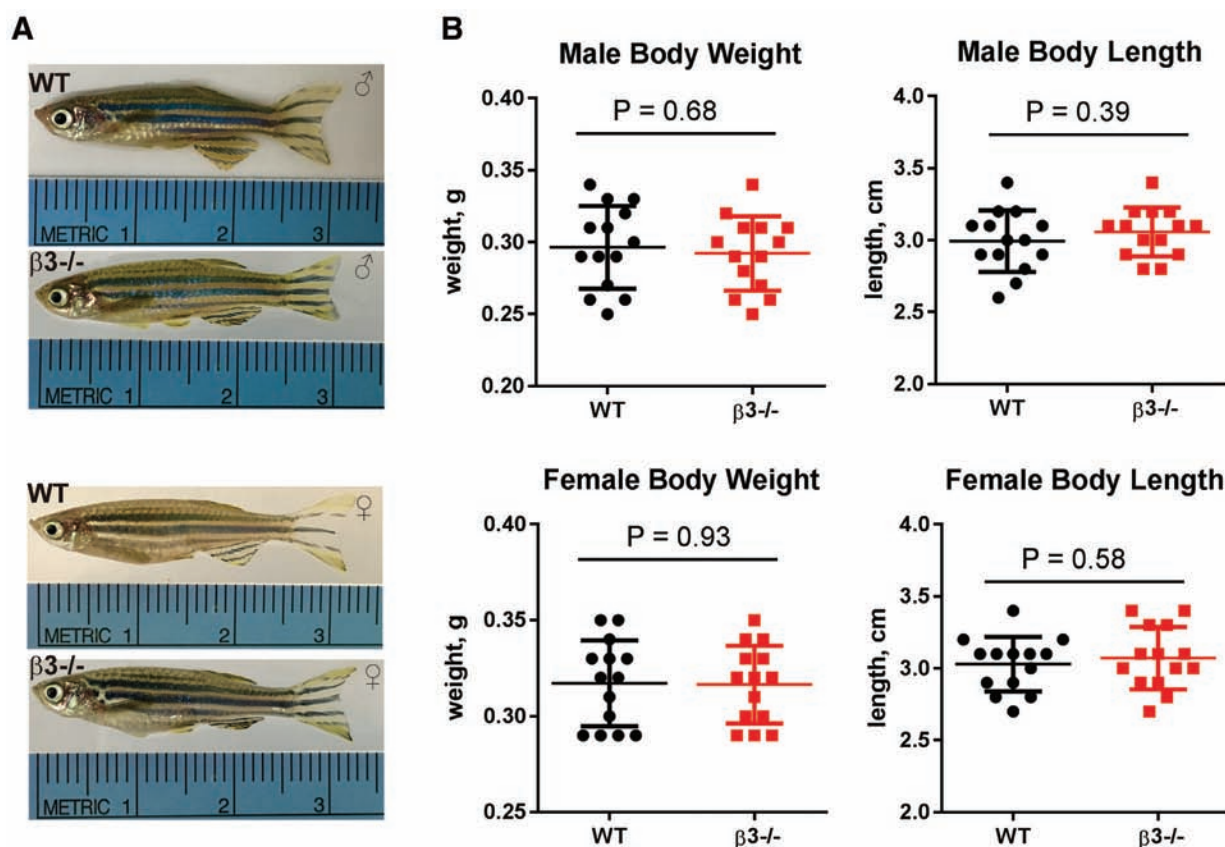 A
WT
♂
METRIC 1 2 3
β3-/-
♂
METRIC 1 2 3
WT
♀
METRIC 1 2 3
β3-/-
♀
METRIC 1 2 3
B
Male Body Weight
P = 0.68
weight, g
0.40
0.35
0.30
0.25
0.20
WT β3-/-
Male Body Length
P = 0.39
length, cm
4.0
3.5
3.0
2.5
2.0
WT β3-/-
Female Body Weight
P = 0.93
weight, g
0.40
0.35
0.30
0.25
WT β3-/-
Female Body Length
P = 0.58
length, cm
4.0
3.5
3.0
2.5
2.0
WT β3-/-